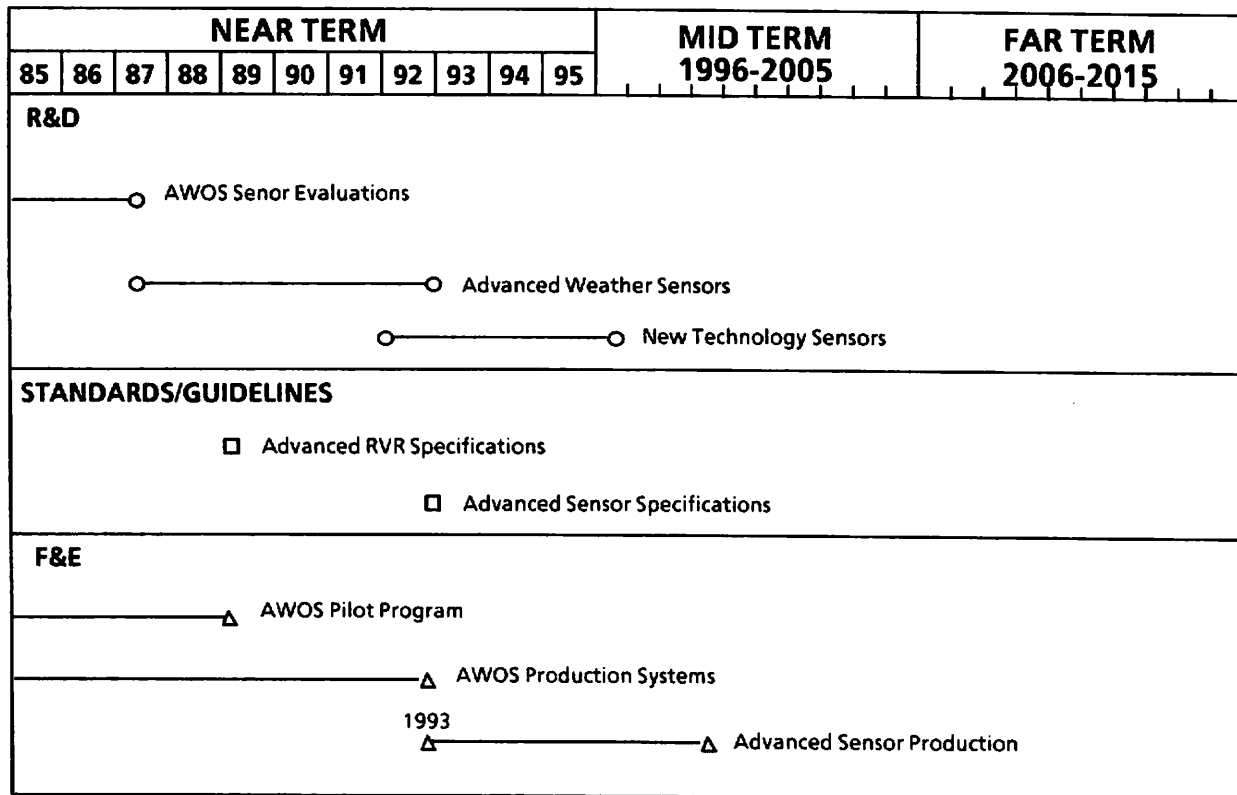 NEAR TERM
MID TERM
1996-2005
FAR TERM
2006-2015
85 86 87 88 89 90 91 92 93 94 95
R&D
AWOS Senor Evaluations
Advanced Weather Sensors
New Technology Sensors
STANDARDS/GUIDELINES
Advanced RVR Specifications
Advanced Sensor Specifications
F&E
AWOS Pilot Program
AWOS Production Systems
1993
Advanced Sensor Production